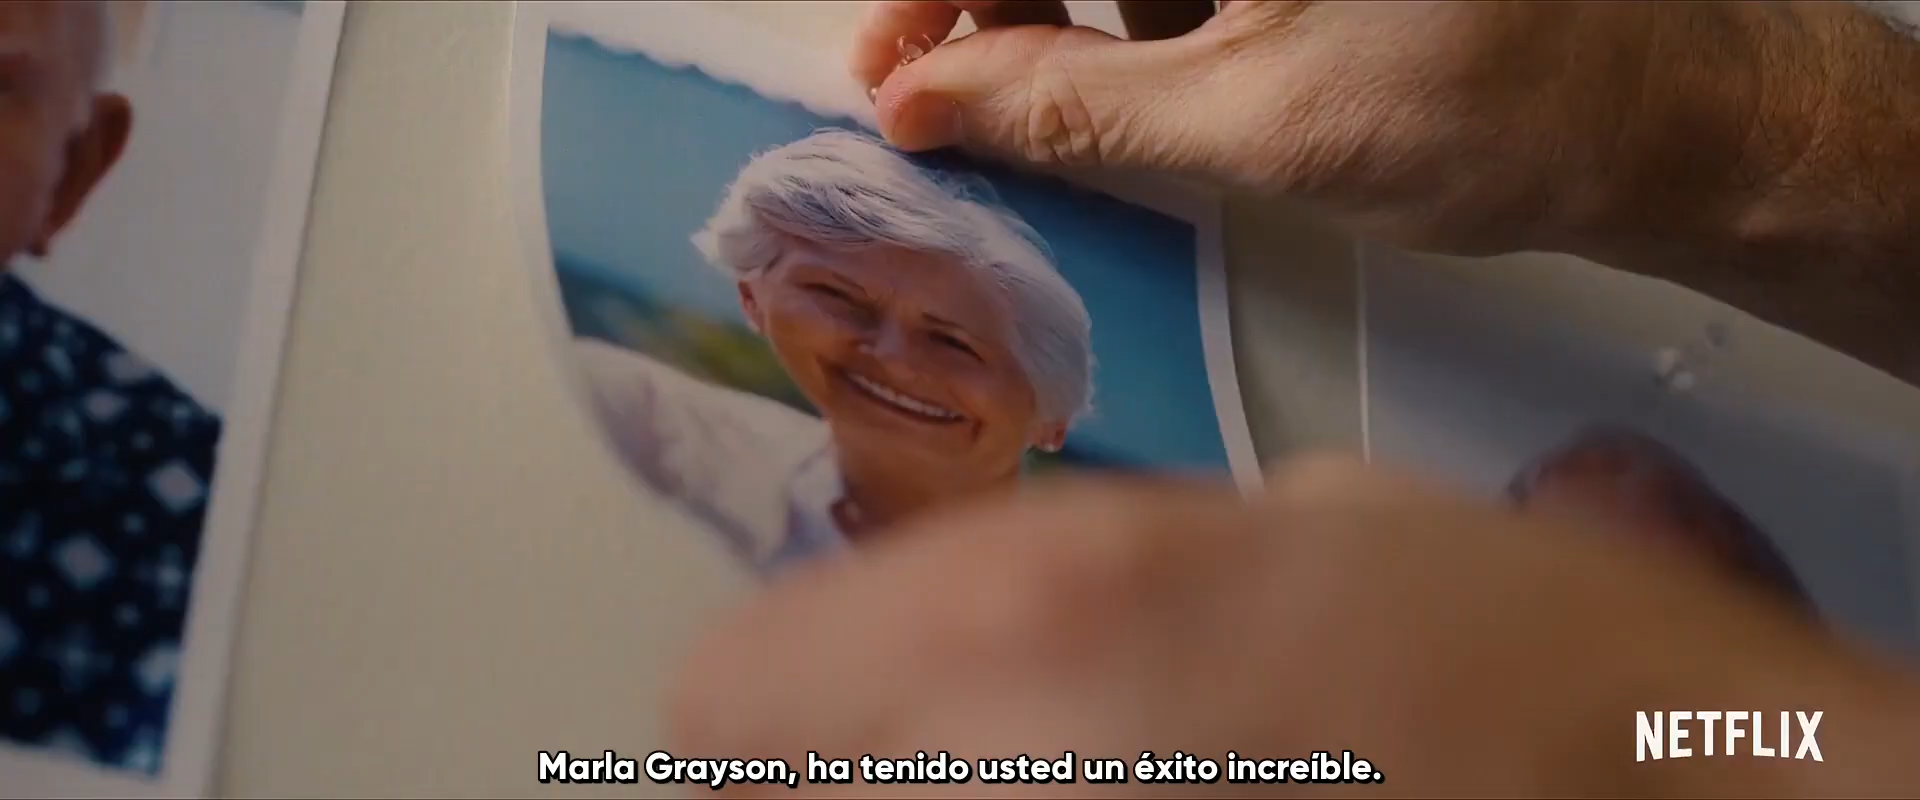 NETFLIX
Marla Grayson, ha tenido usted un éxito increíble.